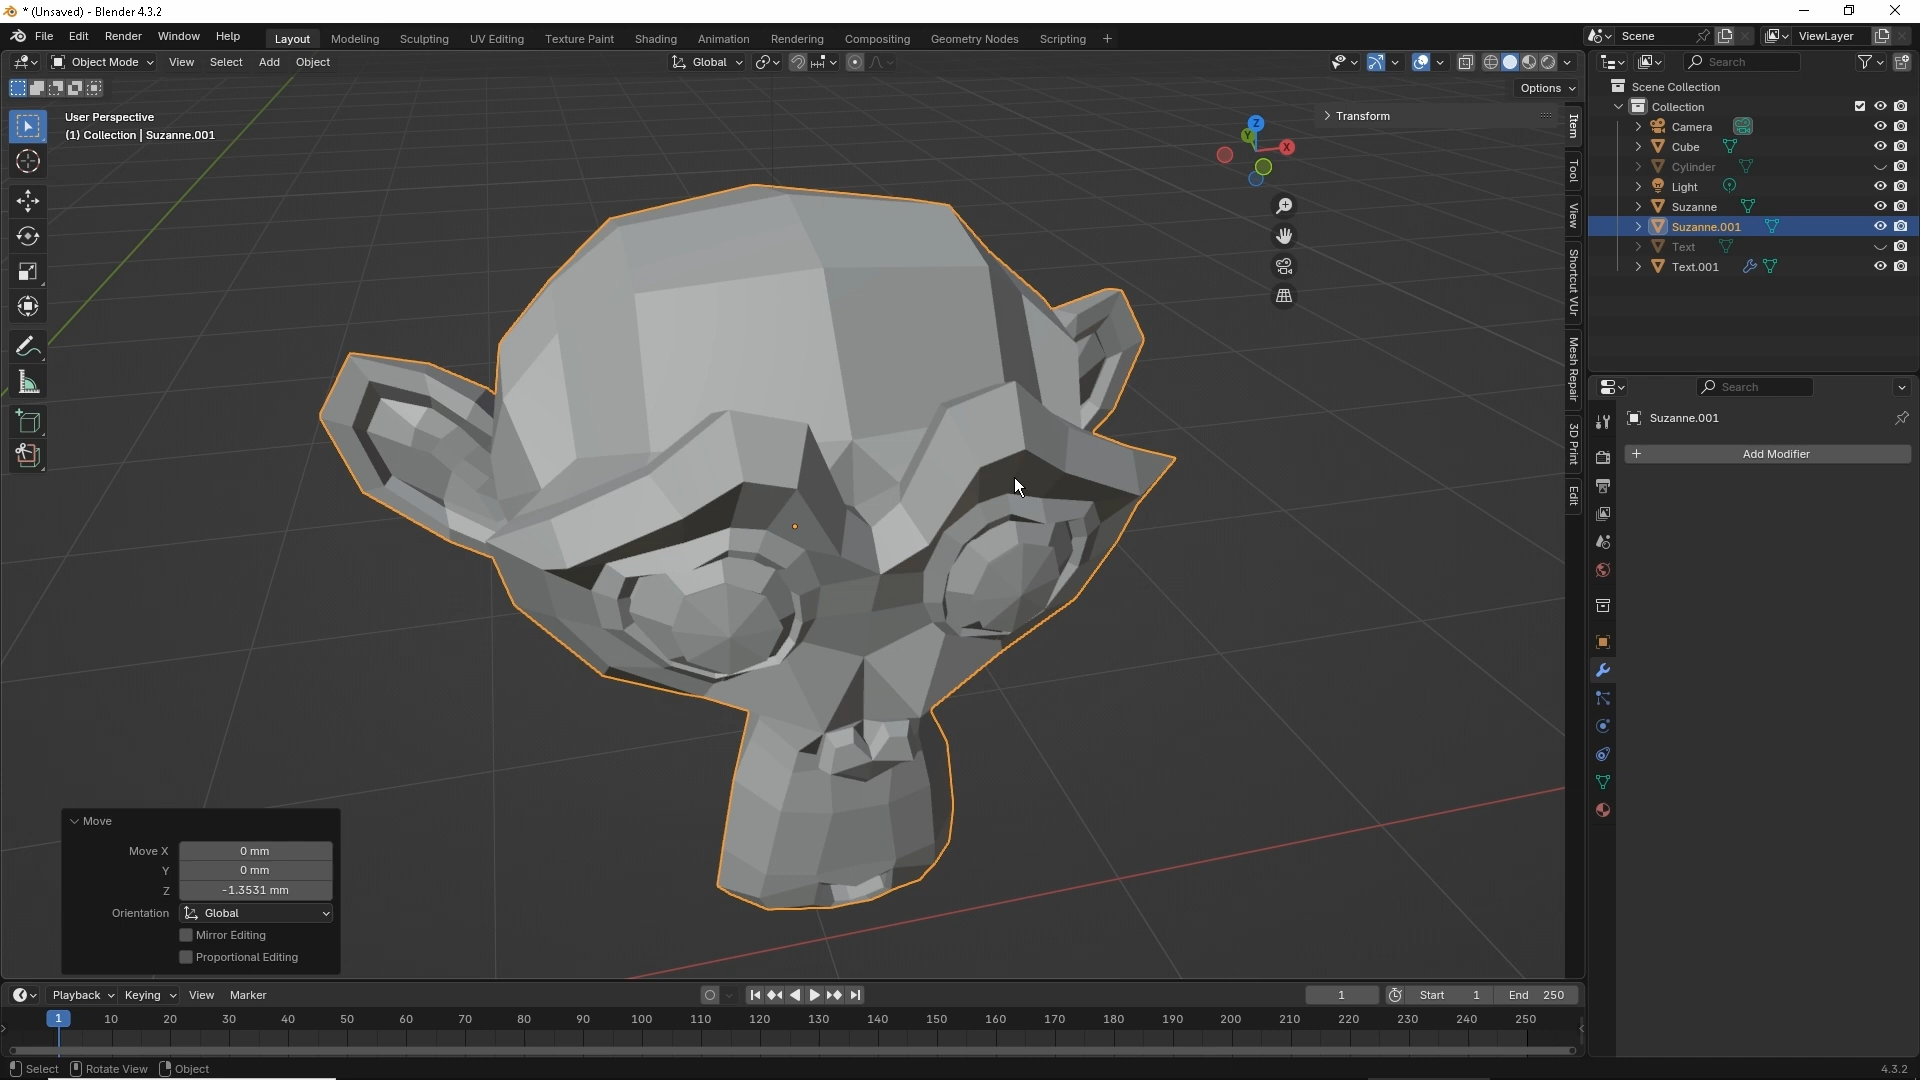 * (Unsaved) - Blender 4.3.2
File Edit Render Window Help Layout Modeling Sculpting UV Editing Texture Paint Shading Animation Rendering Compositing Geometry Nodes Scripting + Scene ViewLayer
Object Mode View Select Add Object Global Search
Options
User Perspective
(1) Collection | Suzanne.001
Z
Y
X
Transform
Item
Tool
View
Shortcut VUr
Mesh Repair
3D Print
Edit
Scene Collection
Collection
Camera
Cube
Cylinder
Light
Suzanne
Suzanne.001
Text
Text.001
Search
Suzanne.001
+ Add Modifier
Move
Move X 0 mm
Y 0 mm
Z -1.3531 mm
Orientation Global
Mirror Editing
Proportional Editing
Playback Keying View Marker 1 Start 1 End 250
1 10 20 30 40 50 60 70 80 90 100 110 120 130 140 150 160 170 180 190 200 210 220 230 240 250
Select Rotate View Object 4.3.2